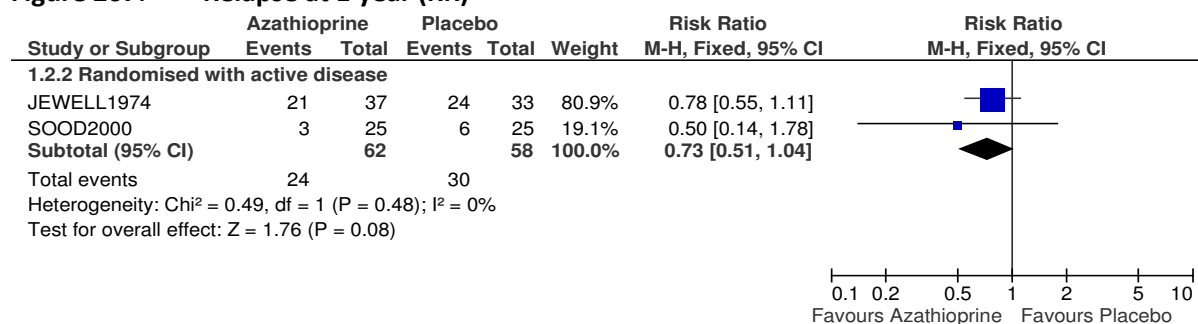 Azathioprine Placebo Risk Ratio Risk Ratio
Study or Subgroup Events Total Events Total Weight M-H, Fixed, 95% CI M-H, Fixed, 95% CI
1.2.2 Randomised with active disease
JEWELL1974 21 37 24 33 80.9% 0.78 [0.55, 1.11]
SOOD2000 3 25 6 25 19.1% 0.50 [0.14, 1.78]
Subtotal (95% CI) 62 58 100.0% 0.73 [0.51, 1.04]
Total events 24 30
Heterogeneity: Chi² = 0.49, df = 1 (P = 0.48); I² = 0%
Test for overall effect: Z = 1.76 (P = 0.08)
0.1 0.2 0.5 1 2 5 10
Favours Azathioprine Favours Placebo